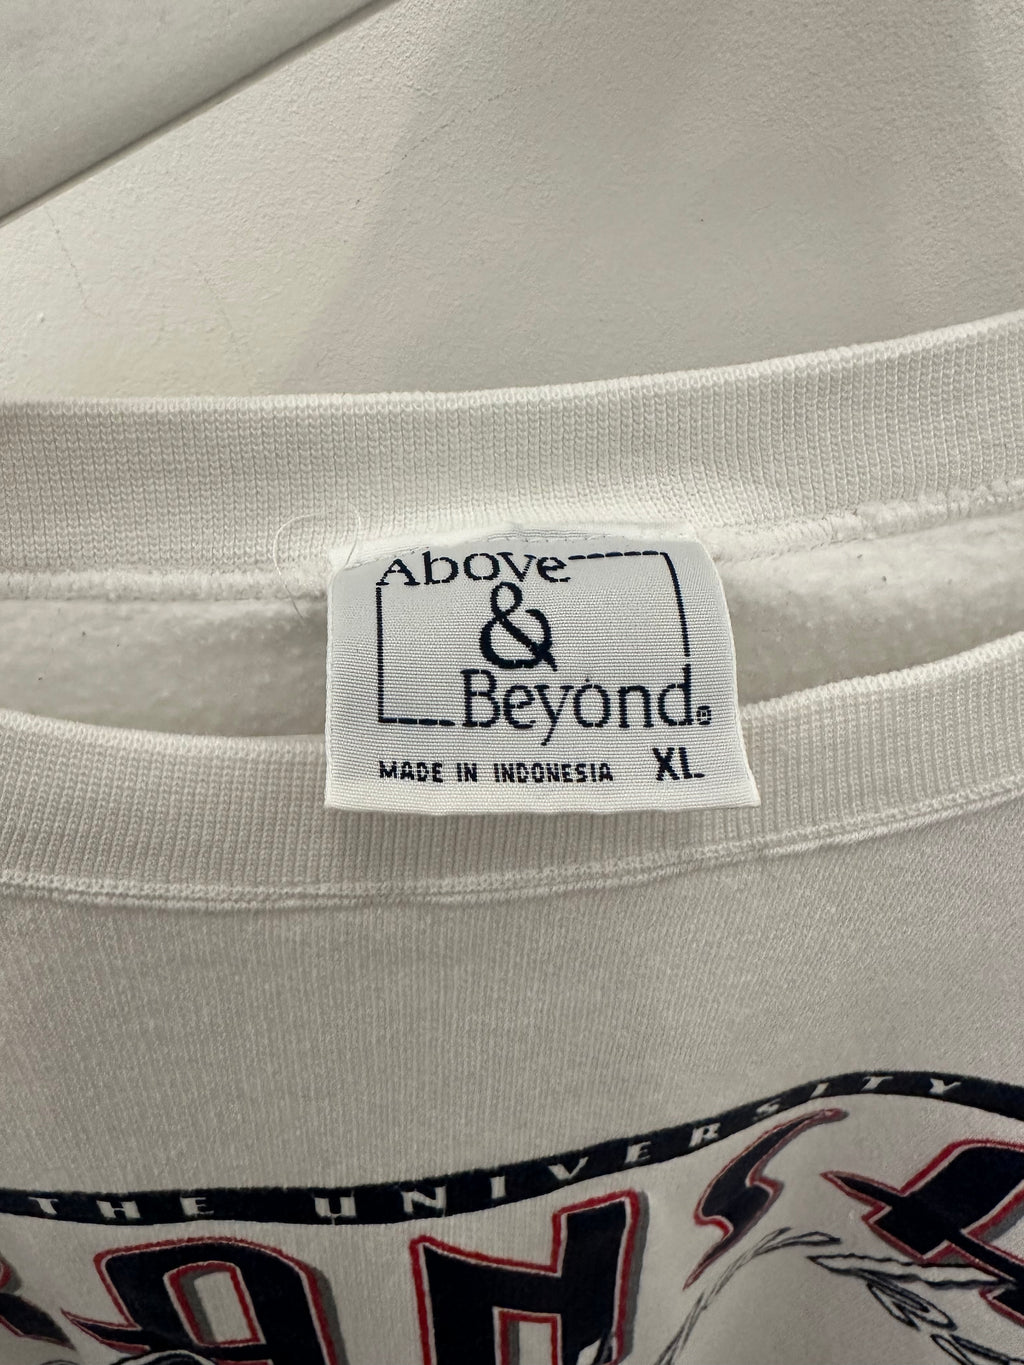 Above
&
Beyond®
MADE IN INDONESIA XL
THE UNIVERSITY